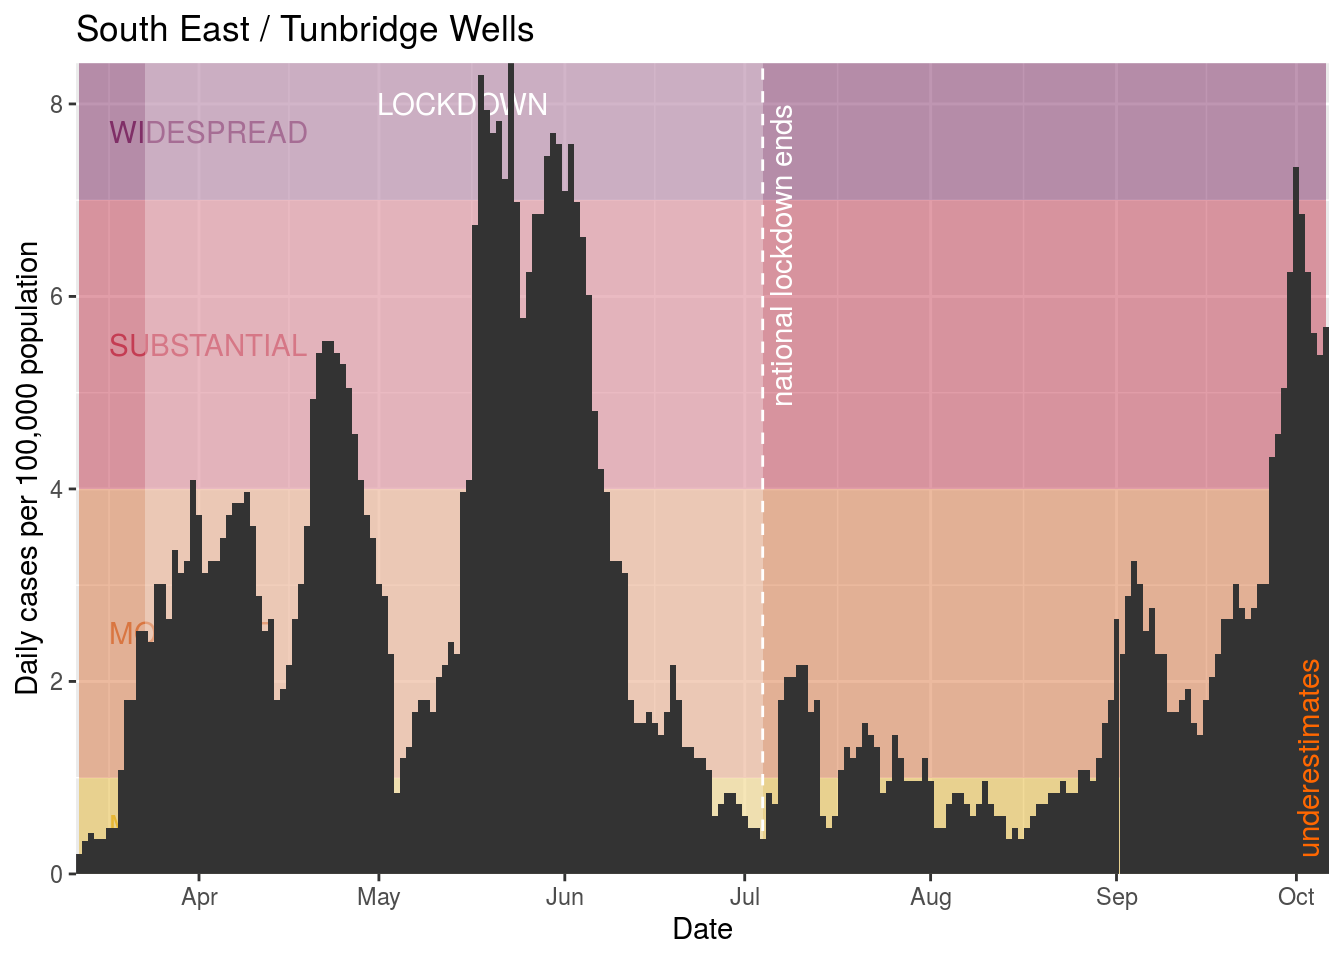 South East / Tunbridge Wells
Daily cases per 100,000 population
8
6
4
2
0
LOCKDOWN
WIDESPREAD
SUBSTANTIAL
national lockdown ends
underestimates
Apr
May
Jun
Jul
Aug
Sep
Oct
Date